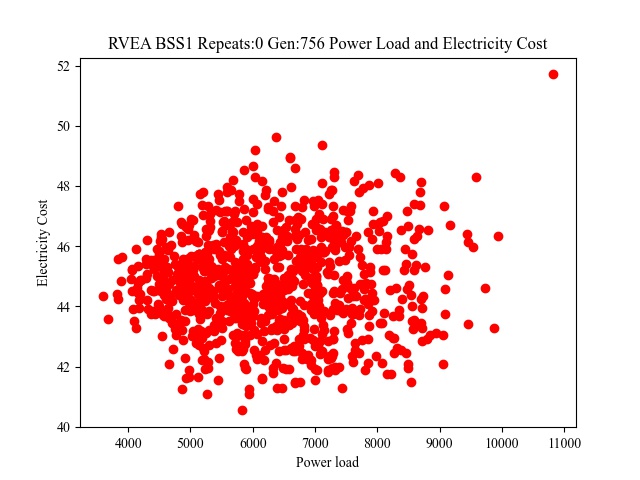 RVEA BSS1 Repeats:0 Gen:756 Power Load and Electricity Cost
52
50
48
46
44
42
40
Electricity Cost
4000 5000 6000 7000 8000 9000 10000 11000
Power load